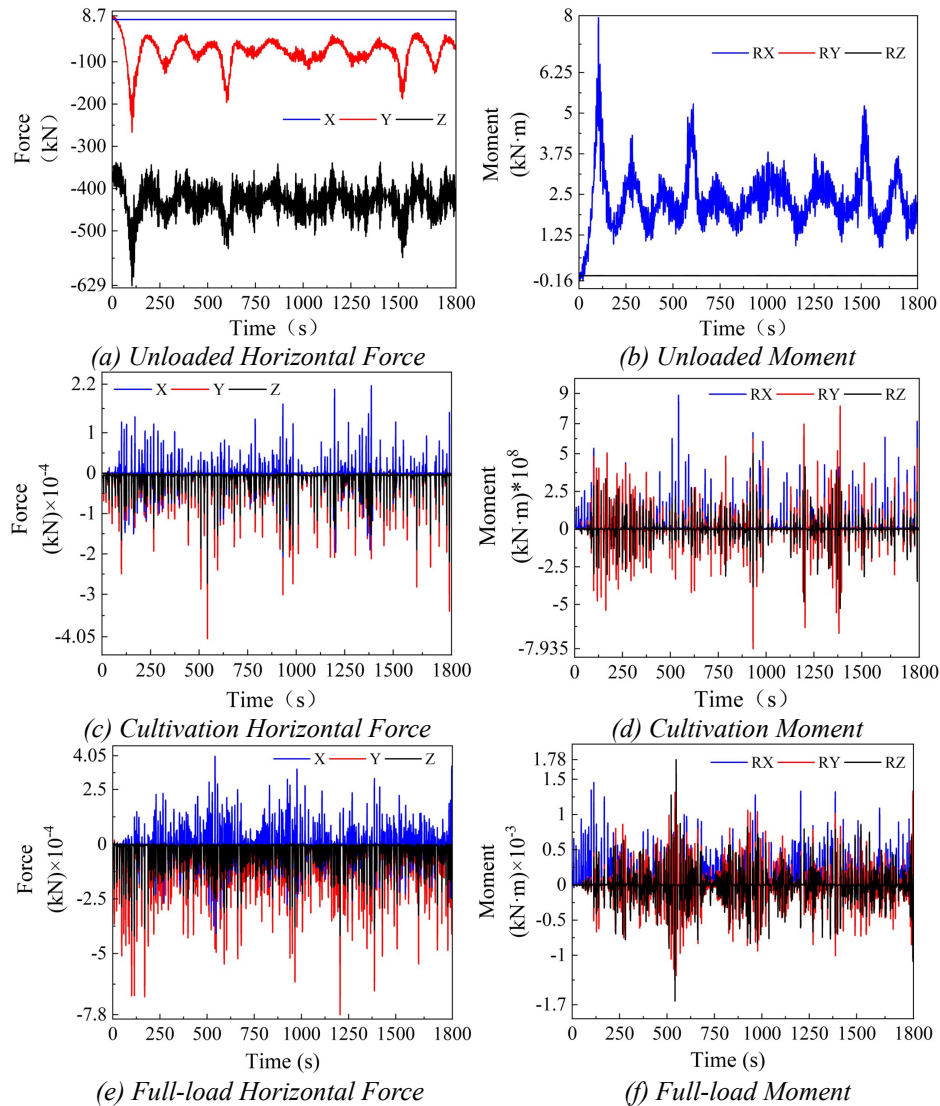 8.7
-100
-200
-300
-400
-500
-629
Force
(kN)
X Y Z
0 250 500 750 1000 1250 1500 1800
Time (s)
(a) Unloaded Horizontal Force
8
6.25
5
3.75
2.5
1.25
-0.16
Moment
(kN·m)
RX RY RZ
250 500 750 1000 1250 1500 1800
Time (s)
(b) Unloaded Moment
2.2
1
0
-1
-2
-3
-4.05
Force
(kN)×10-4
X Y Z
0 250 500 750 1000 1250 1500 1800
Time (s)
(c) Cultivation Horizontal Force
9
7.5
5
2.5
0
-2.5
-5
-7.935
Moment
(kN·m)*108
RX RY RZ
0 250 500 750 1000 1250 1500 1800
Time (s)
(d) Cultivation Moment
4.05
2.5
0
-2.5
-5
-7.8
Force
(kN)×10-4
X Y Z
0 250 500 750 1000 1250 1500 1800
Time (s)
(e) Full-load Horizontal Force
1.78
1.5
1
0.5
0
-0.5
-1
-1.7
Moment
(kN·m)×10-3
RX RY RZ
0 250 500 750 1000 1250 1500 1800
Time (s)
(f) Full-load Moment